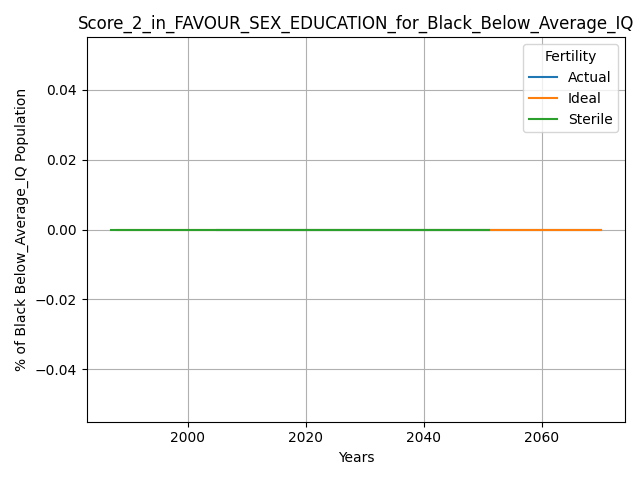 Score_2_in_FAVOUR_SEX_EDUCATION_for_Black_Below_Average_IQ
Fertility
Actual
Ideal
Sterile
% of Black Below_Average_IQ Population
0.04
0.02
0.00
−0.02
−0.04
2000
2020
2040
2060
Years